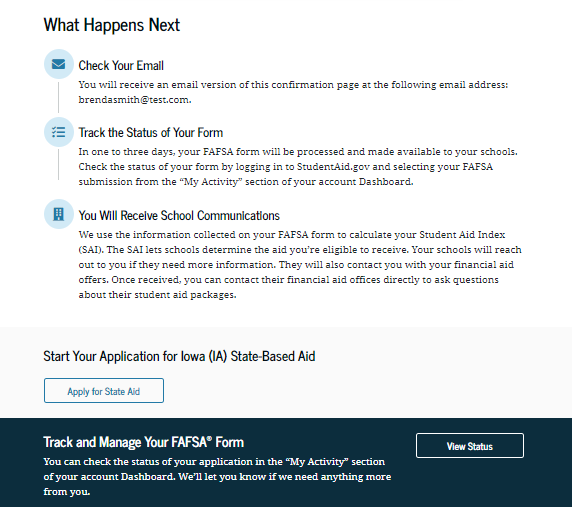 What Happens Next
Check Your Email
You will receive an email version of this confirmation page at the following email address:
brendasmith@test.com.
Track the Status of Your Form
In one to three days, your FAFSA form will be processed and made available to your schools.
Check the status of your form by logging in to StudentAid.gov and selecting your FAFSA
submission from the “My Activity” section of your account Dashboard.
You Will Receive School Communications
We use the information collected on your FAFSA form to calculate your Student Aid Index
(SAI). The SAI lets schools determine the aid you’re eligible to receive. Your schools will reach
out to you if they need more information. They will also contact you with your financial aid
offers. Once received, you can contact their financial aid offices directly to ask questions
about their student aid packages.
Start Your Application for Iowa (IA) State-Based Aid
Apply for State Aid
Track and Manage Your FAFSA® Form
View Status
You can check the status of your application in the “My Activity” section
of your account Dashboard. We’ll let you know if we need anything more
from you.